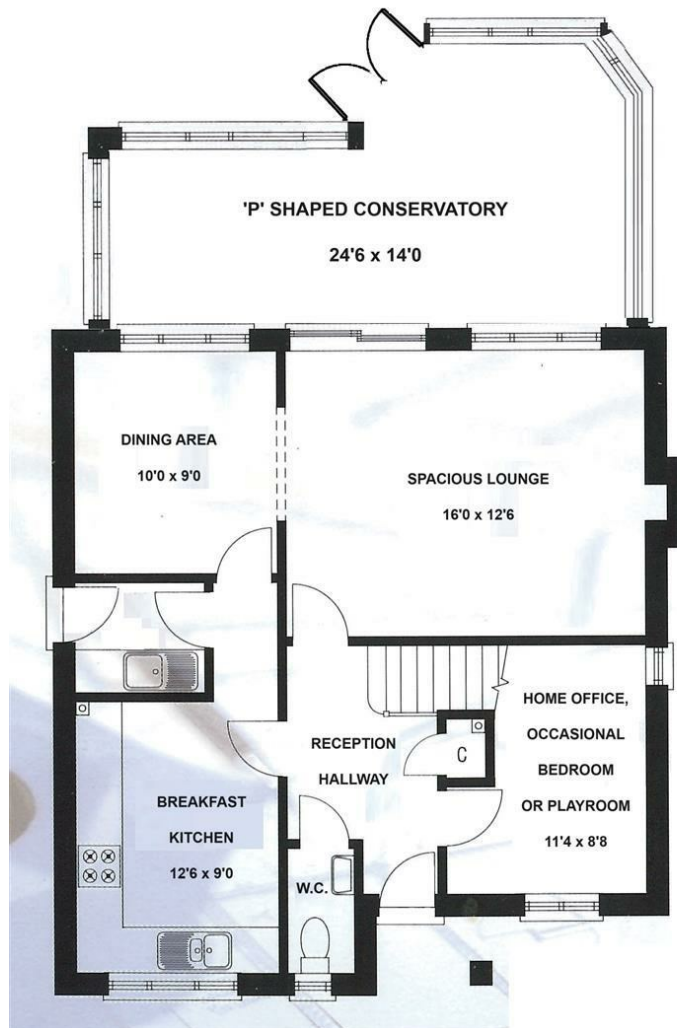 'P' SHAPED CONSERVATORY
24'6 x 14'0
DINING AREA
10'0 x 9'0
SPACIOUS LOUNGE
16'0 x 12'6
HOME OFFICE,
OCCASIONAL
BEDROOM
OR PLAYROOM
11'4 x 8'8
RECEPTION
HALLWAY
C
BREAKFAST
KITCHEN
12'6 x 9'0
W.C.